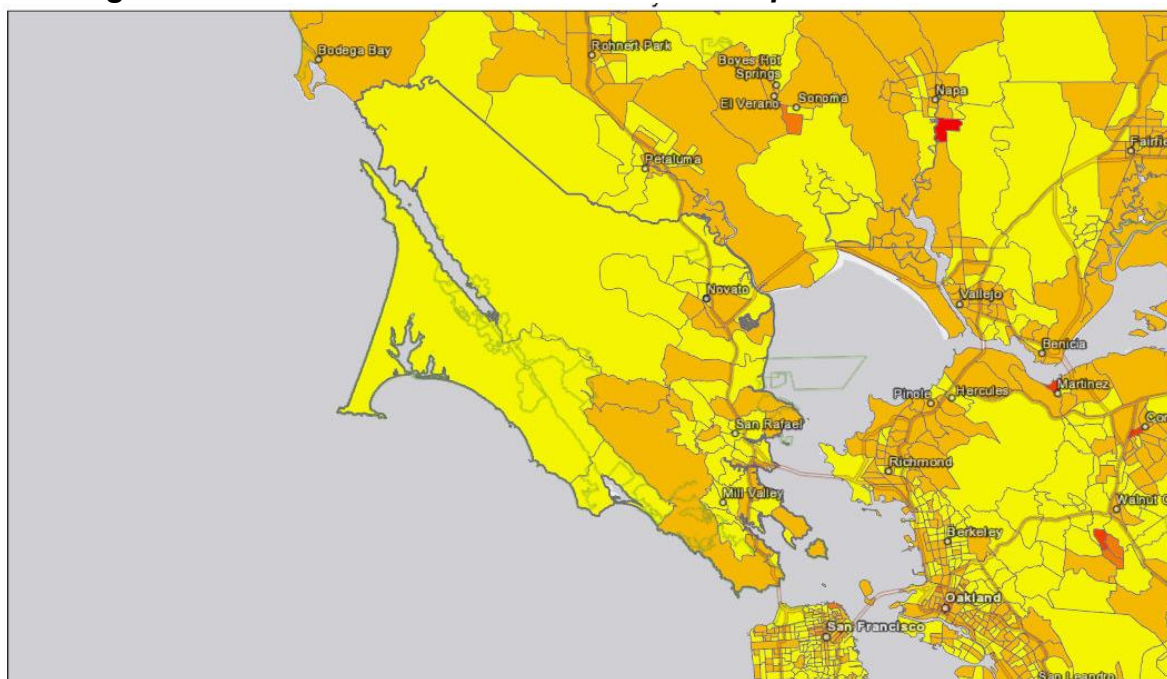 Bodega Bay
Rohnert Park
Boyes Hot
Springs
El Verano
Sonoma
Napa
Petaluma
Novato
Vallejo
Benicia
Martinez
Pinole
Hercules
San Rafael
Richmond
Mill Valley
Berkeley
Oakland
San Francisco
San Leandro